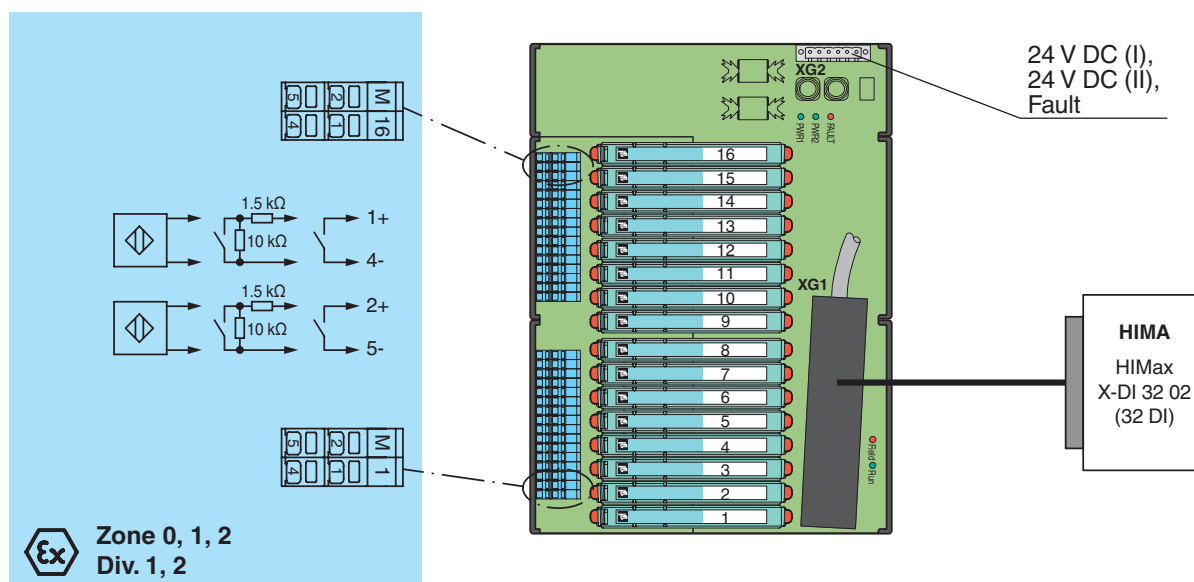 5 2 M
4 1 16
1.5 kΩ
10 kΩ
1+
4-
1.5 kΩ
10 kΩ
2+
5-
5 2 M
4 1 1
Ex
Zone 0, 1, 2
Div. 1, 2
XG2
PWR1
PWR2
FAULT
16
15
14
13
12
11
10
9
8
7
6
5
4
3
2
1
XG1
Field
Run
24 V DC (I),
24 V DC (II),
Fault
HIMA
HIMax
X-DI 32 02
(32 DI)